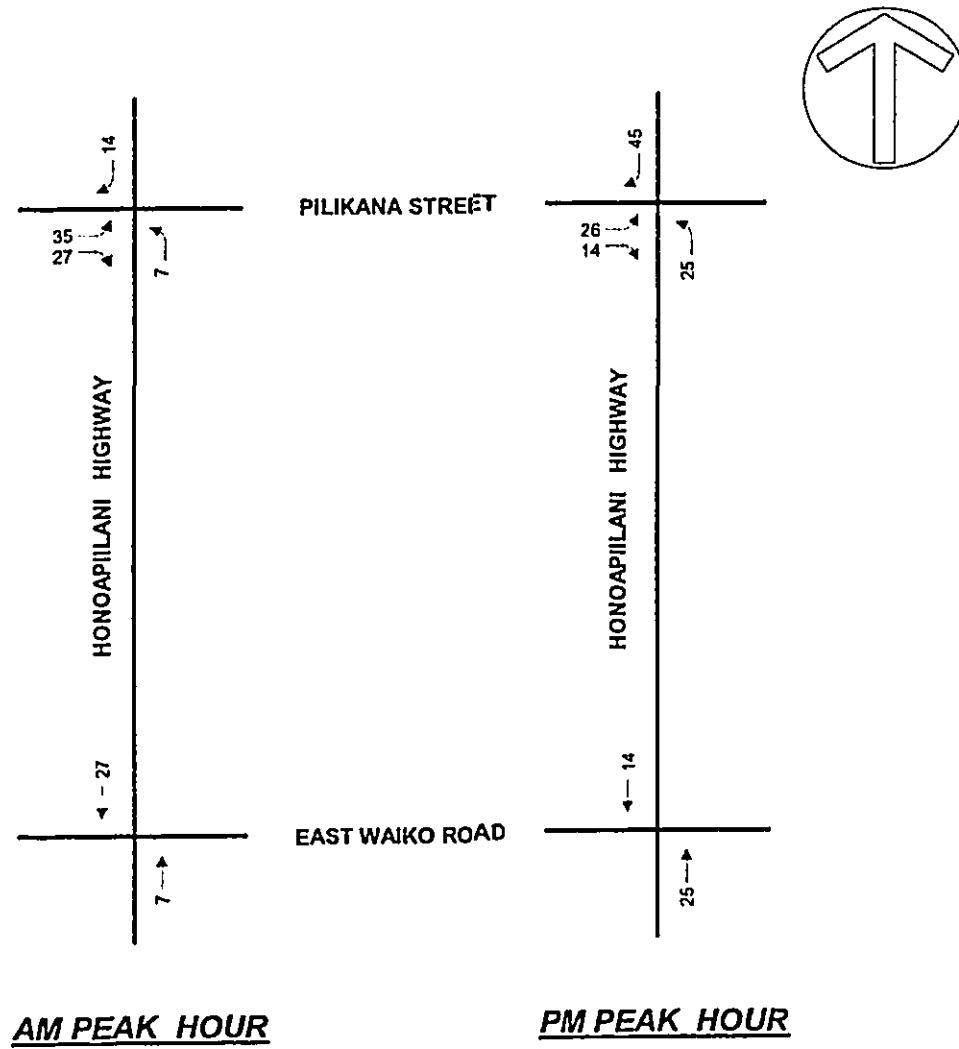 14
45
PILIKANA STREET
35
27
7
26
14
25
HONOAPIILANI HIGHWAY
HONOAPIILANI HIGHWAY
27
14
EAST WAIKO ROAD
7
25
AM PEAK HOUR
PM PEAK HOUR